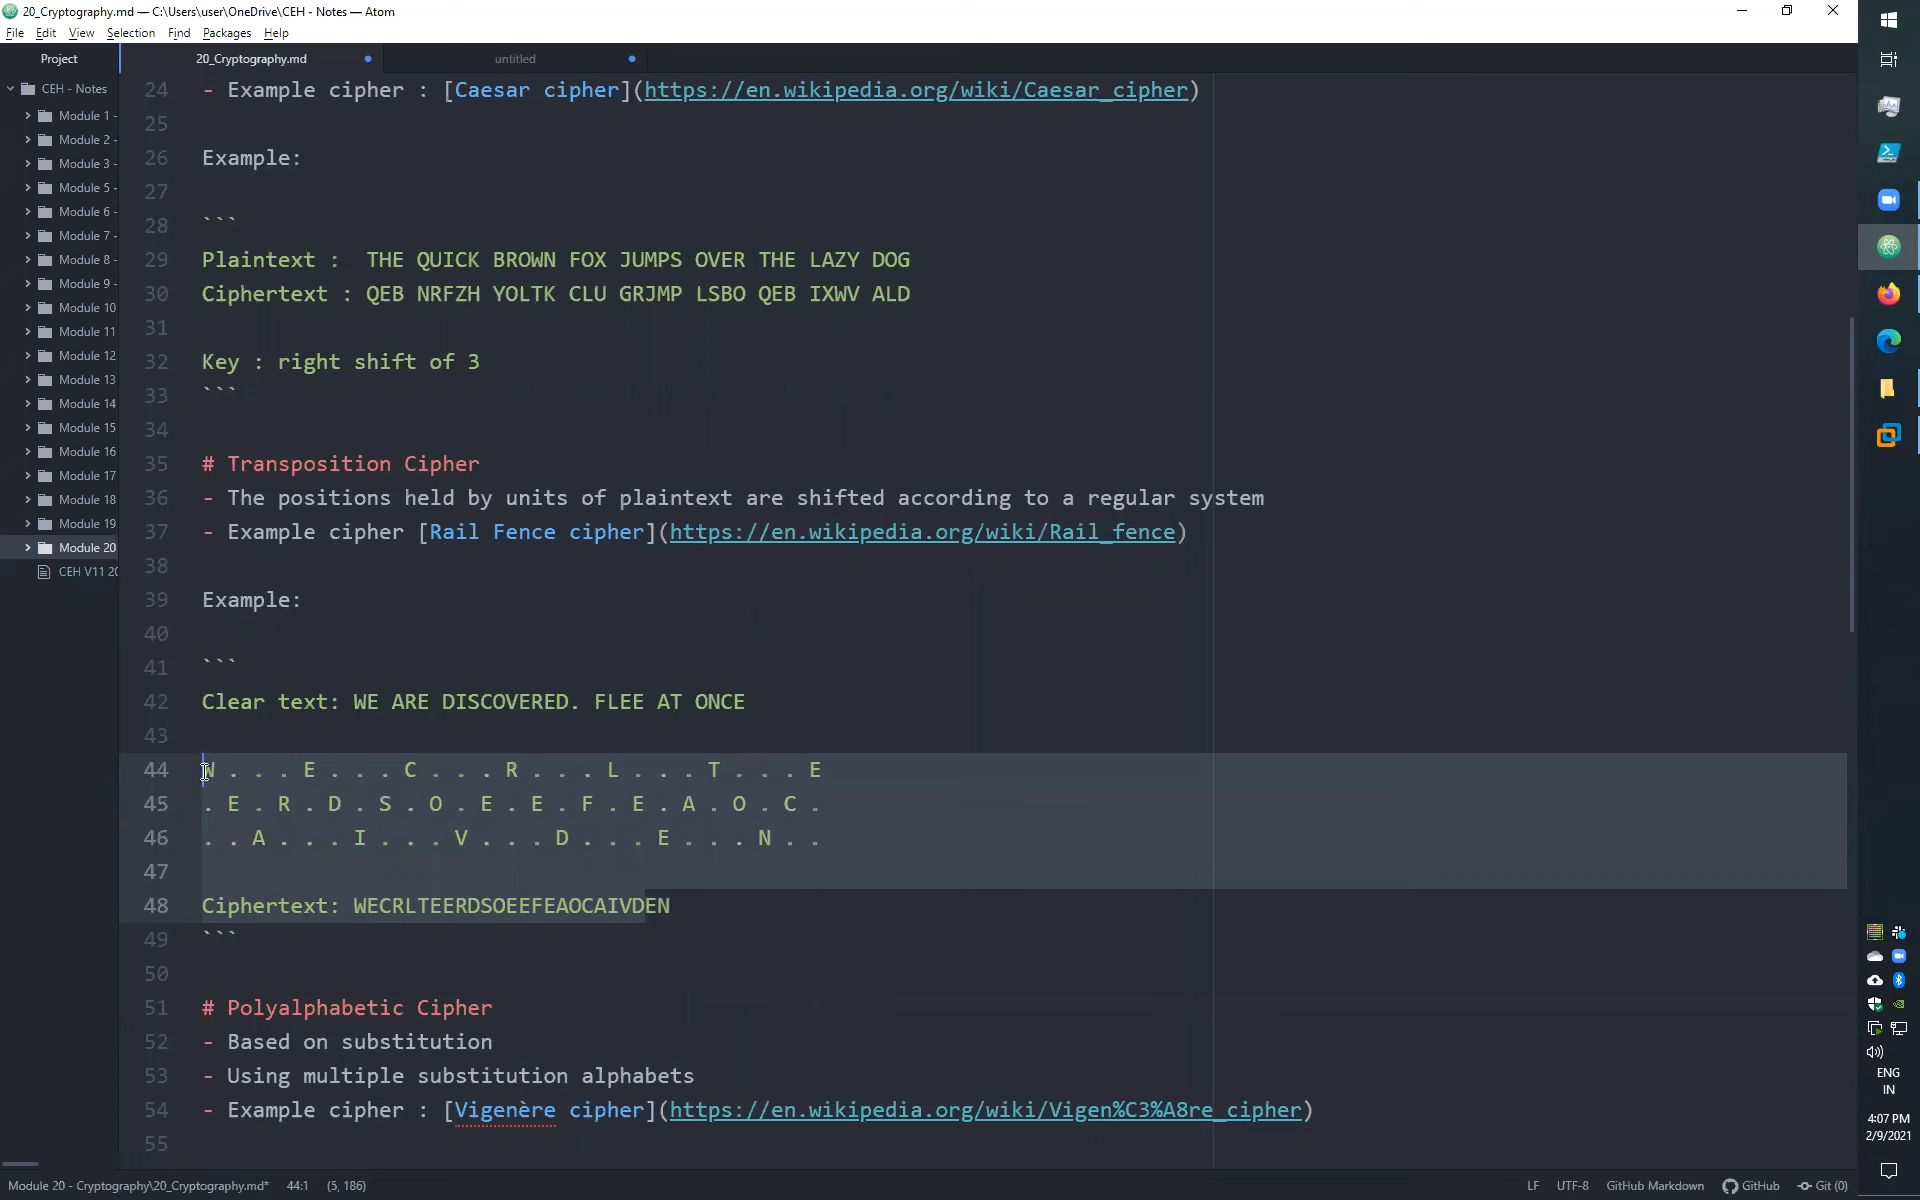 20_Cryptography.md — C:\Users\user\OneDrive\CEH - Notes — Atom
File Edit View Selection Find Packages Help
Project
20_Cryptography.md
untitled
CEH - Notes
Module 1 -
Module 2 -
Module 3 -
Module 5 -
Module 6 -
Module 7 -
Module 8 -
Module 9 -
Module 10
Module 11
Module 12
Module 13
Module 14
Module 15
Module 16
Module 17
Module 18
Module 19
Module 20
CEH V11 20
24 - Example cipher : [Caesar cipher](https://en.wikipedia.org/wiki/Caesar_cipher)
25
26 Example:
27
28 ```
29 Plaintext :  THE QUICK BROWN FOX JUMPS OVER THE LAZY DOG
30 Ciphertext : QEB NRFZH YOLTK CLU GRJMP LSBO QEB IXWV ALD
31
32 Key : right shift of 3
33 ```
34
35 # Transposition Cipher
36 - The positions held by units of plaintext are shifted according to a regular system
37 - Example cipher [Rail Fence cipher](https://en.wikipedia.org/wiki/Rail_fence)
38
39 Example:
40
41 ```
42 Clear text: WE ARE DISCOVERED. FLEE AT ONCE
43
44 W . . . E . . . C . . . R . . . L . . . T . . . E
45 . E . R . D . S . O . E . E . F . E . A . O . C .
46 . . A . . . I . . . V . . . D . . . E . . . N . .
47
48 Ciphertext: WECRLTEERDSOEEFEAOCAIVDEN
49 ```
50
51 # Polyalphabetic Cipher
52 - Based on substitution
53 - Using multiple substitution alphabets
54 - Example cipher : [Vigenère cipher](https://en.wikipedia.org/wiki/Vigen%C3%A8re_cipher)
55
Module 20 - Cryptography\20_Cryptography.md* 44:1 (5, 186)
LF UTF-8 GitHub Markdown GitHub Git (0)
ENG
IN
4:07 PM
2/9/2021